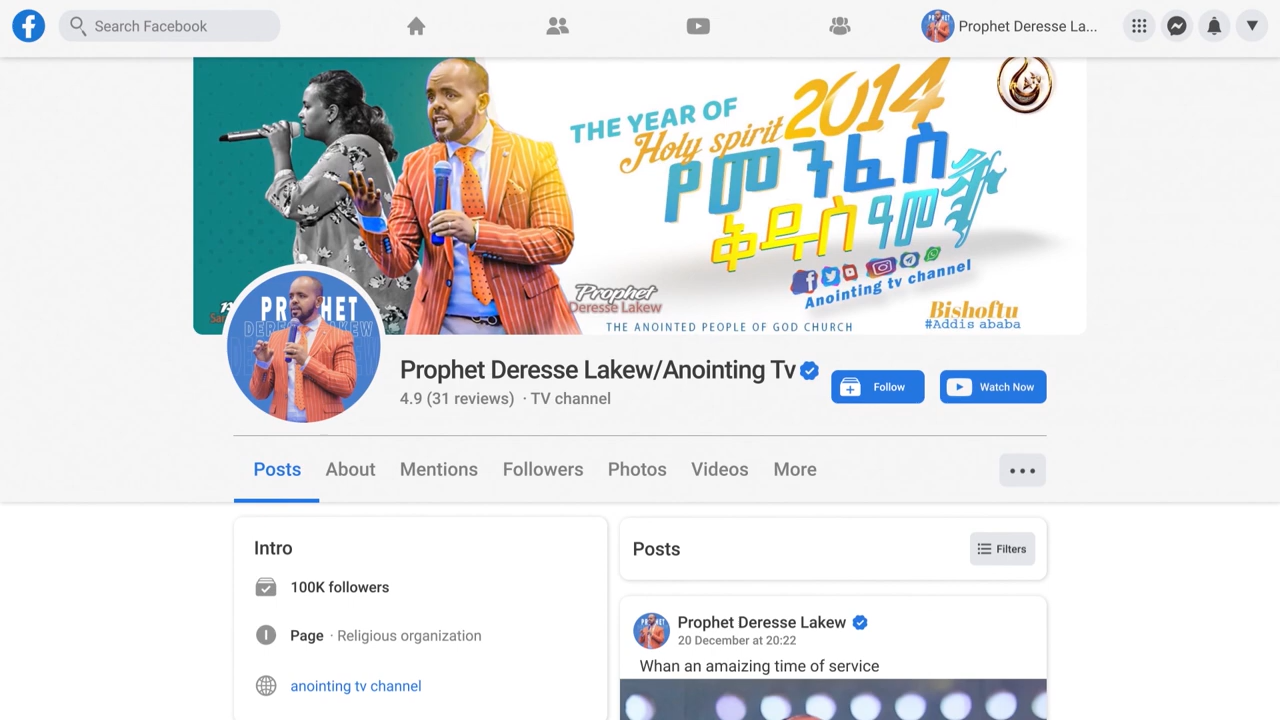 Search Facebook
Prophet Deresse La...
THE YEAR OF
Holy spirit 2014
የመንፈስ
ቅዱስ ዓመት
Anointing tv channel
Prophet
Deresse Lakew
Bishoftu
#Addis ababa
THE ANOINTED PEOPLE OF GOD CHURCH
PROPHET
DERESSE LAKEW
Prophet Deresse Lakew/Anointing Tv
4.9 (31 reviews) · TV channel
Follow
Watch Now
Posts About Mentions Followers Photos Videos More
Intro
100K followers
Page · Religious organization
anointing tv channel
Posts
Filters
Prophet Deresse Lakew
20 December at 20:22
Whan an amaizing time of service